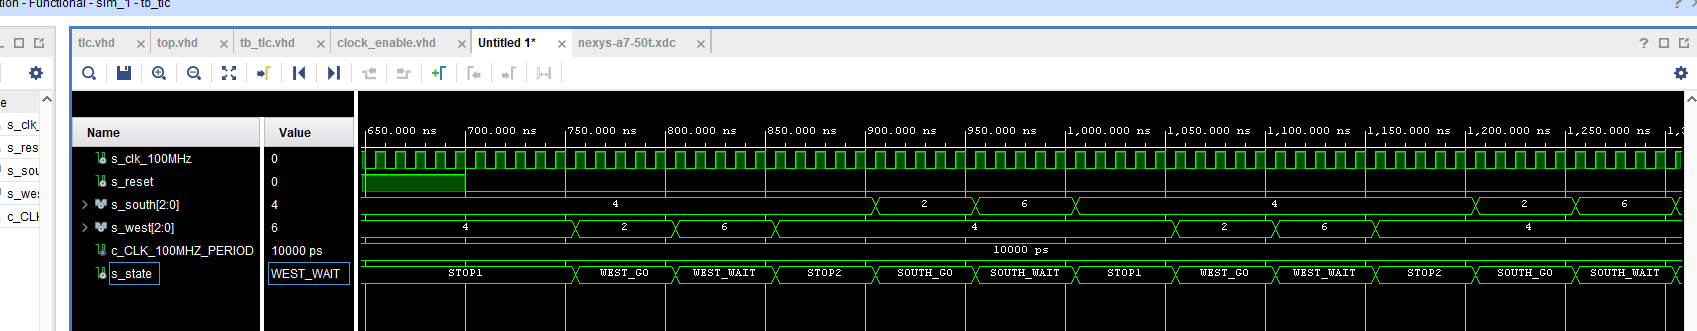 tion - Functional - sim_1 - tb_tlc
tlc.vhd top.vhd tb_tlc.vhd clock_enable.vhd Untitled 1* nexys-a7-50t.xdc
Name Value
650.000 ns 700.000 ns 750.000 ns 800.000 ns 850.000 ns 900.000 ns 950.000 ns 1,000.000 ns 1,050.000 ns 1,100.000 ns 1,150.000 ns 1,200.000 ns 1,250.000 ns
s_clk_100MHz 0
s_reset 0
s_south[2:0] 4 4 2 6 4 2 6
s_west[2:0] 6 4 2 6 4 2 6 4
c_CLK_100MHZ_PERIOD 10000 ps 10000 ps
s_state WEST_WAIT STOP1 WEST_GO WEST_WAIT STOP2 SOUTH_GO SOUTH_WAIT STOP1 WEST_GO WEST_WAIT STOP2 SOUTH_GO SOUTH_WAIT
e
s_clk_
s_res
s_sou
s_wes
c_CLK